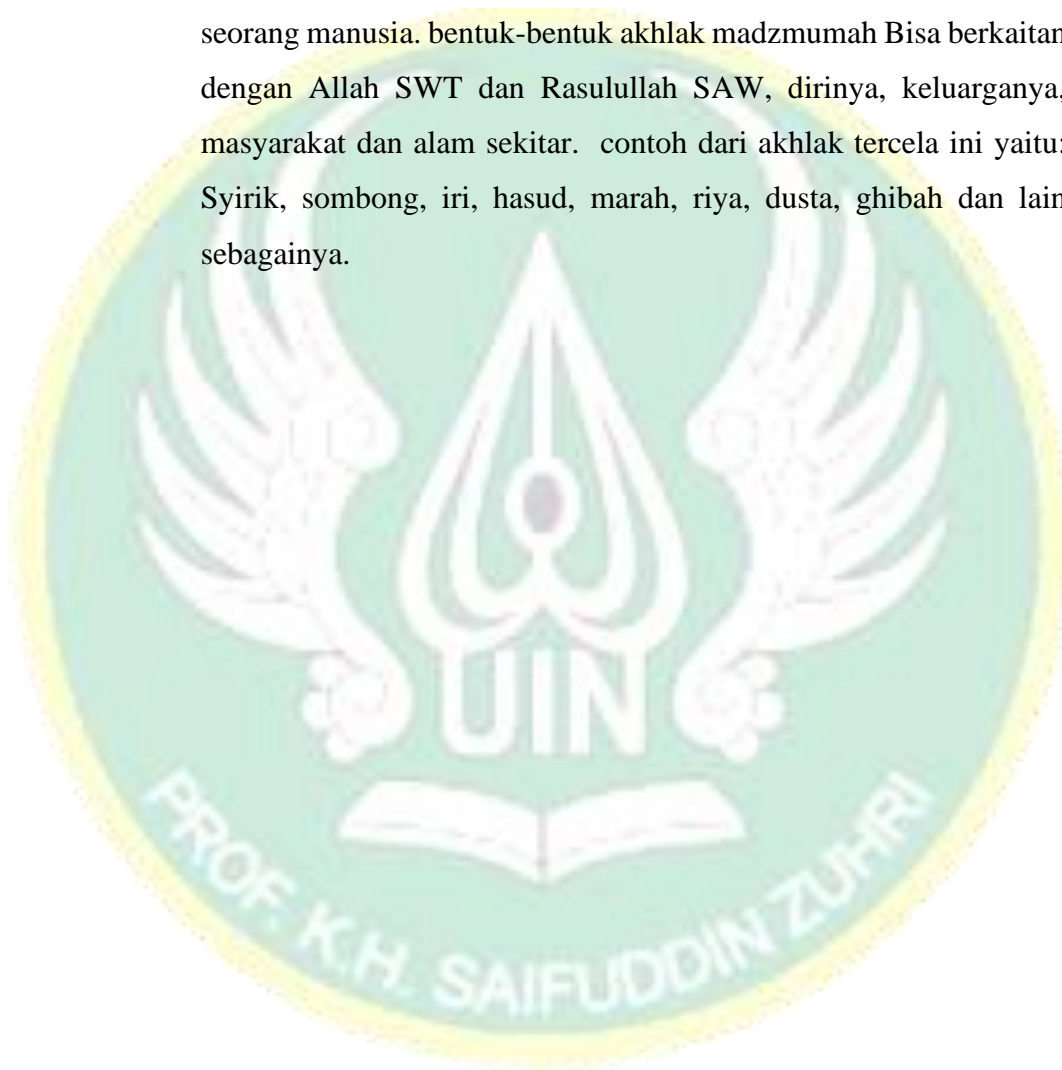 seorang manusia. bentuk-bentuk akhlak madzmumah Bisa berkaitan
dengan Allah SWT dan Rasulullah SAW, dirinya, keluarganya,
masyarakat dan alam sekitar. contoh dari akhlak tercela ini yaitu:
Syirik, sombong, iri, hasud, marah, riya, dusta, ghibah dan lain
sebagainya.
UIN
PROF. K.H. SAIFUDDIN ZUHRI